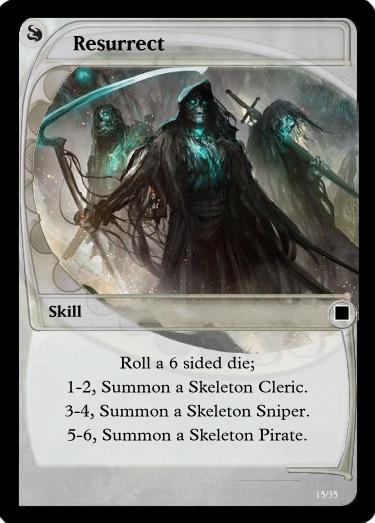 Resurrect
Skill
Roll a 6 sided die;
1-2, Summon a Skeleton Cleric.
3-4, Summon a Skeleton Sniper.
5-6, Summon a Skeleton Pirate.
15/35